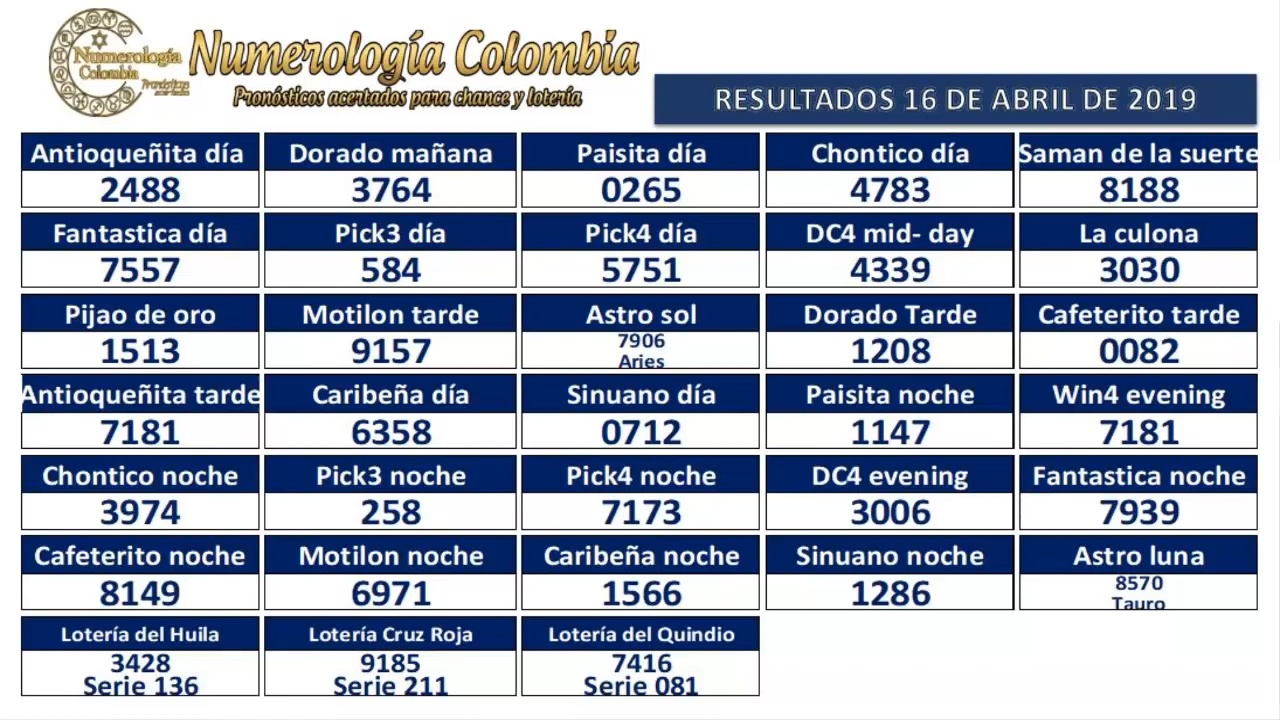 Numerología
Colombia
Pronósticos
Numerología Colombia
Pronósticos acertados para chance y lotería
RESULTADOS 16 DE ABRIL DE 2019
Antioqueñita día Dorado mañana Paisita día Chontico día Saman de la suerte
2488 3764 0265 4783 8188
Fantastica día Pick3 día Pick4 día DC4 mid- day La culona
7557 584 5751 4339 3030
Pijao de oro Motilon tarde Astro sol Dorado Tarde Cafeterito tarde
1513 9157 7906 Aries 1208 0082
Antioqueñita tarde Caribeña día Sinuano día Paisita noche Win4 evening
7181 6358 0712 1147 7181
Chontico noche Pick3 noche Pick4 noche DC4 evening Fantastica noche
3974 258 7173 3006 7939
Cafeterito noche Motilon noche Caribeña noche Sinuano noche Astro luna
8149 6971 1566 1286 8570 Tauro
Lotería del Huila Lotería Cruz Roja Lotería del Quindio
3428 9185 7416
Serie 136 Serie 211 Serie 081